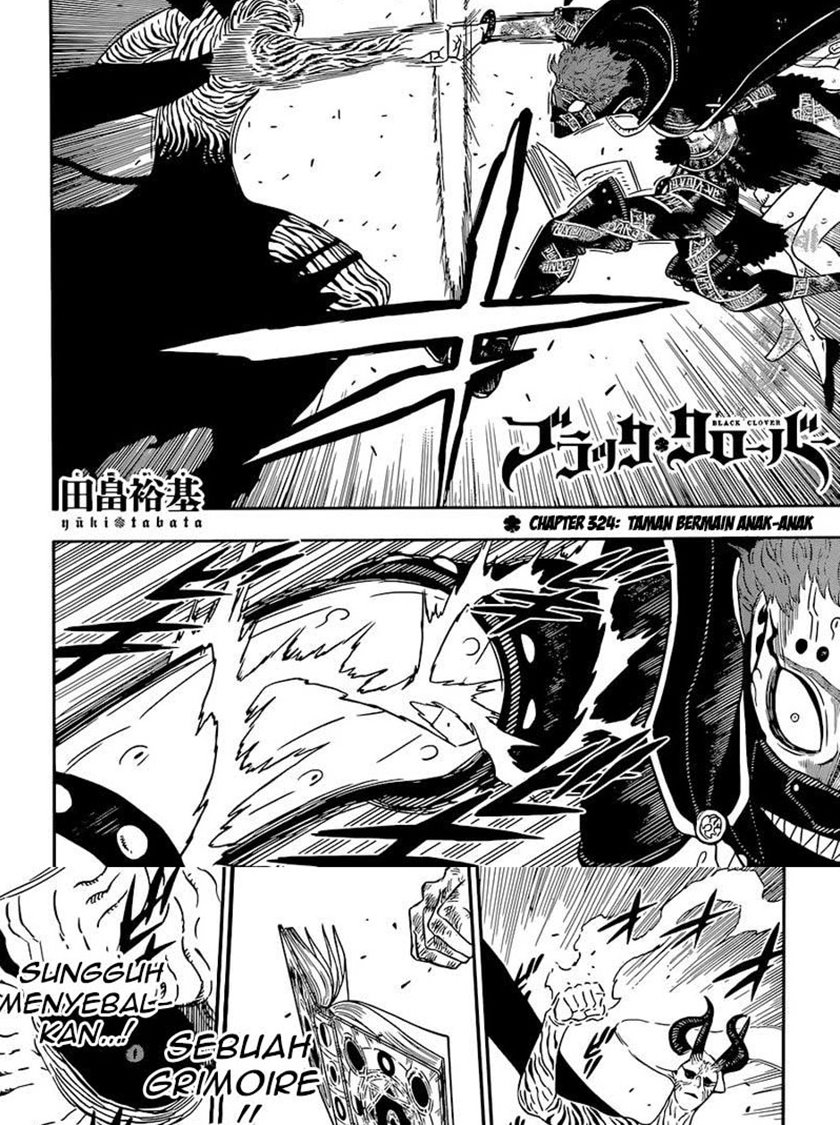 BLACK CLOVER
ブラック・クローバー
田畠裕基
yūki tabata
CHAPTER 324: TAMAN BERMAIN ANAK-ANAK
SEBUAH
GRIMOIRE
!!
SUNGGUH
MENYEBAL-
KAN...!